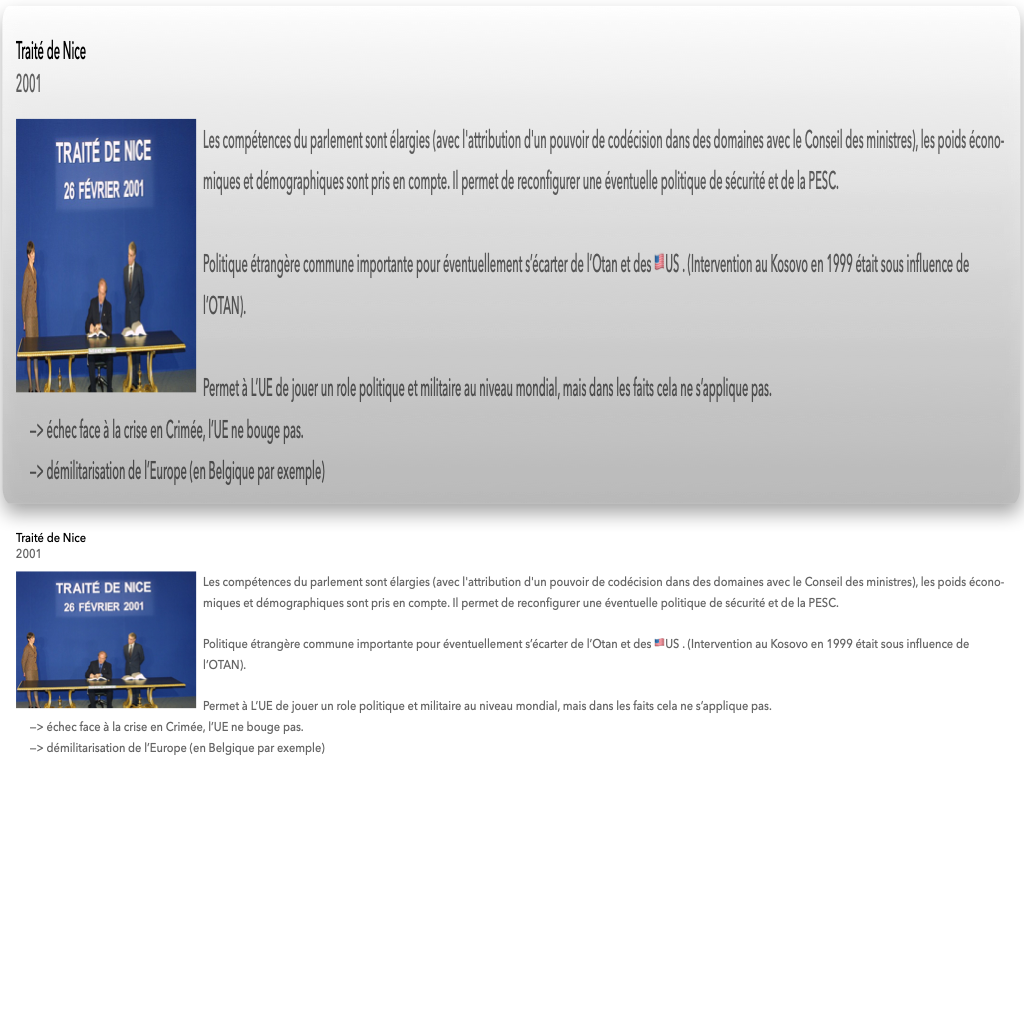 Traité de Nice
2001
TRAITÉ DE NICE
26 FÉVRIER 2001
Les compétences du parlement sont élargies (avec l'attribution d'un pouvoir de codécision dans des domaines avec le Conseil des ministres), les poids écono-
miques et démographiques sont pris en compte. Il permet de reconfigurer une éventuelle politique de sécurité et de la PESC.
Politique étrangère commune importante pour éventuellement s’écarter de l’Otan et des 🇺🇸US . (Intervention au Kosovo en 1999 était sous influence de
l’OTAN).
Permet à L’UE de jouer un role politique et militaire au niveau mondial, mais dans les faits cela ne s’applique pas.
–> échec face à la crise en Crimée, l’UE ne bouge pas.
–> démilitarisation de l’Europe (en Belgique par exemple)
Traité de Nice
2001
TRAITÉ DE NICE
26 FÉVRIER 2001
Les compétences du parlement sont élargies (avec l'attribution d'un pouvoir de codécision dans des domaines avec le Conseil des ministres), les poids écono-
miques et démographiques sont pris en compte. Il permet de reconfigurer une éventuelle politique de sécurité et de la PESC.
Politique étrangère commune importante pour éventuellement s’écarter de l’Otan et des 🇺🇸US . (Intervention au Kosovo en 1999 était sous influence de
l’OTAN).
Permet à L’UE de jouer un role politique et militaire au niveau mondial, mais dans les faits cela ne s’applique pas.
–> échec face à la crise en Crimée, l’UE ne bouge pas.
–> démilitarisation de l’Europe (en Belgique par exemple)